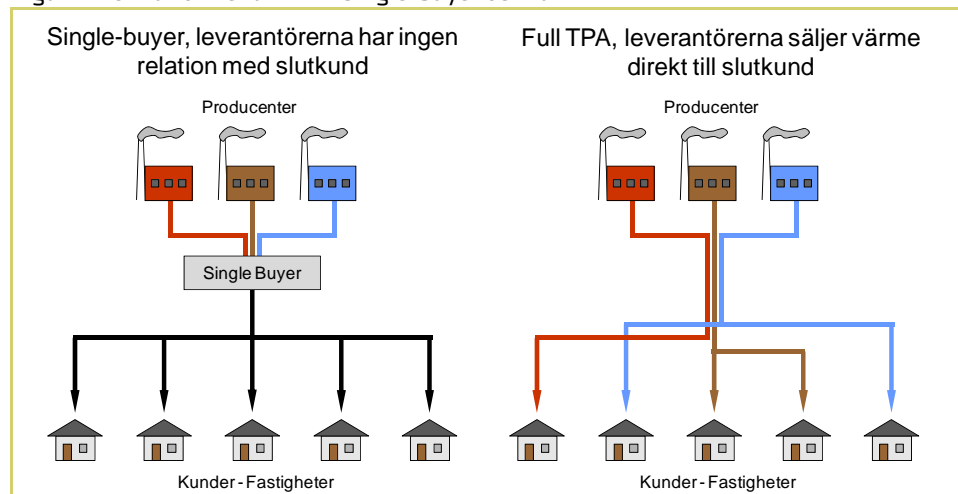 Single-buyer, leverantörerna har ingen
relation med slutkund
Full TPA, leverantörerna säljer värme
direkt till slutkund
Producenter
Producenter
Single Buyer
Kunder - Fastigheter
Kunder - Fastigheter